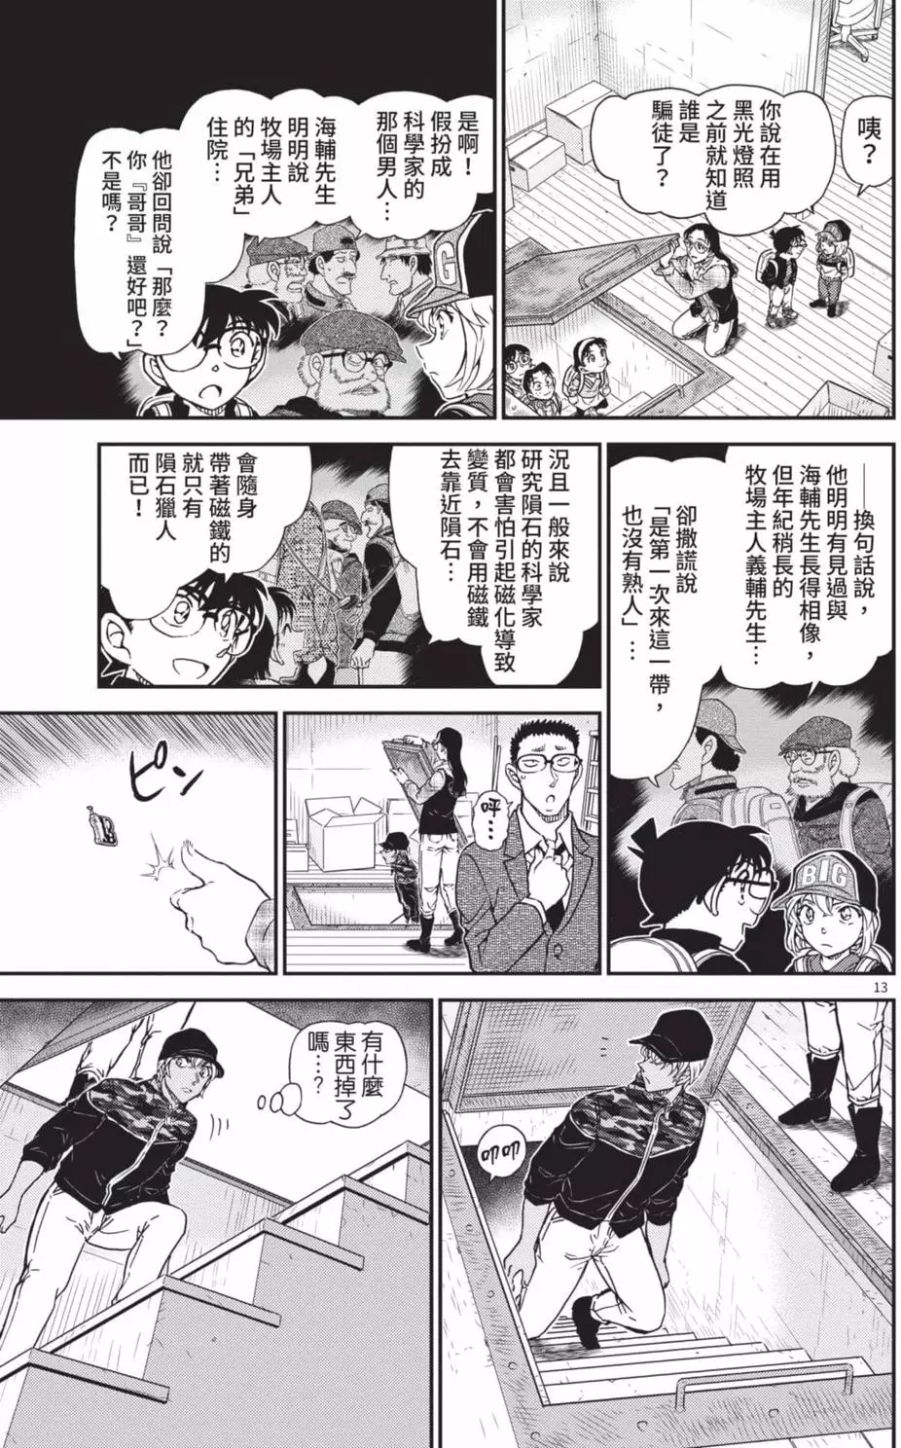 咦？
你說在用
黑光燈照
之前就知道
誰是
騙徒了？
是啊！
假扮成
科學家的
那個男人…
海輔先生
明明說
牧場主人
的「兄弟」
住院…
他卻回問說「那麼？
你『哥哥』還好吧？」
不是嗎？
BIG
──換句話說，
他明明有見過與
海輔先生長得相像，
但年紀稍長的
牧場主人義輔先生…
卻撒謊說
「是第一次來這一帶，
也沒有熟人」…
BIG
況且一般來說
研究隕石的科學家
都會害怕引起磁化導致
變質，不會用磁鐵
去靠近隕石…
會隨身
帶著磁鐵的
就只有
隕石獵人
而已！
呼…
ピン
13
叩叩
有什麼
東西掉了
嗎…？